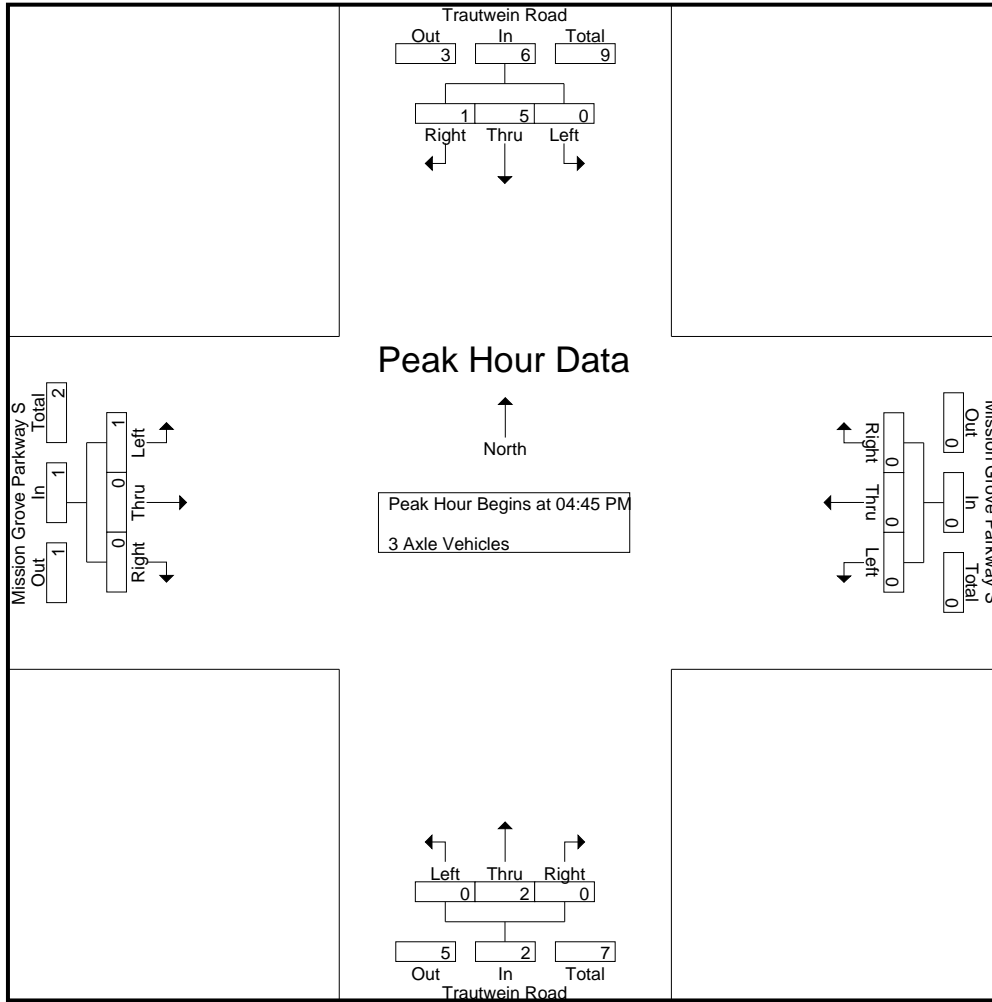 Trautwein Road
Out In Total
3 6 9
1 5 0
Right Thru Left
Peak Hour Data
North
Peak Hour Begins at 04:45 PM
3 Axle Vehicles
Mission Grove Parkway S
Out In Total
1 1 2
Left Thru Right
1 0 0
Mission Grove Parkway S
Out In Total
0 0 0
Right Thru Left
0 0 0
Left Thru Right
0 2 0
5 2 7
Out In Total
Trautwein Road